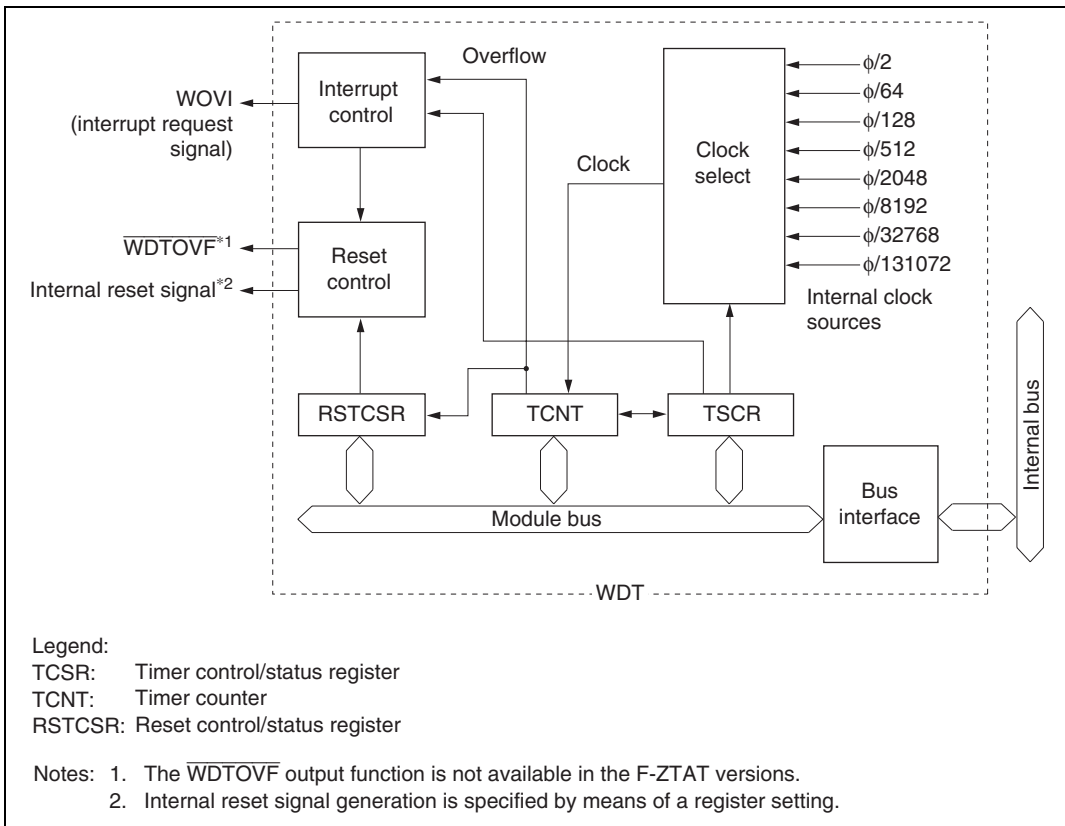 Overflow
Interrupt
control
WOVI
(interrupt request
signal)
Clock
Clock
select
ϕ/2
ϕ/64
ϕ/128
ϕ/512
ϕ/2048
ϕ/8192
ϕ/32768
ϕ/131072
Internal clock
sources
WDTOVF*1
Internal reset signal*2
Reset
control
RSTCSR
TCNT
TSCR
Module bus
Bus
interface
Internal bus
WDT
Legend:
TCSR: Timer control/status register
TCNT: Timer counter
RSTCSR: Reset control/status register
Notes: 1. The WDTOVF output function is not available in the F-ZTAT versions.
2. Internal reset signal generation is specified by means of a register setting.